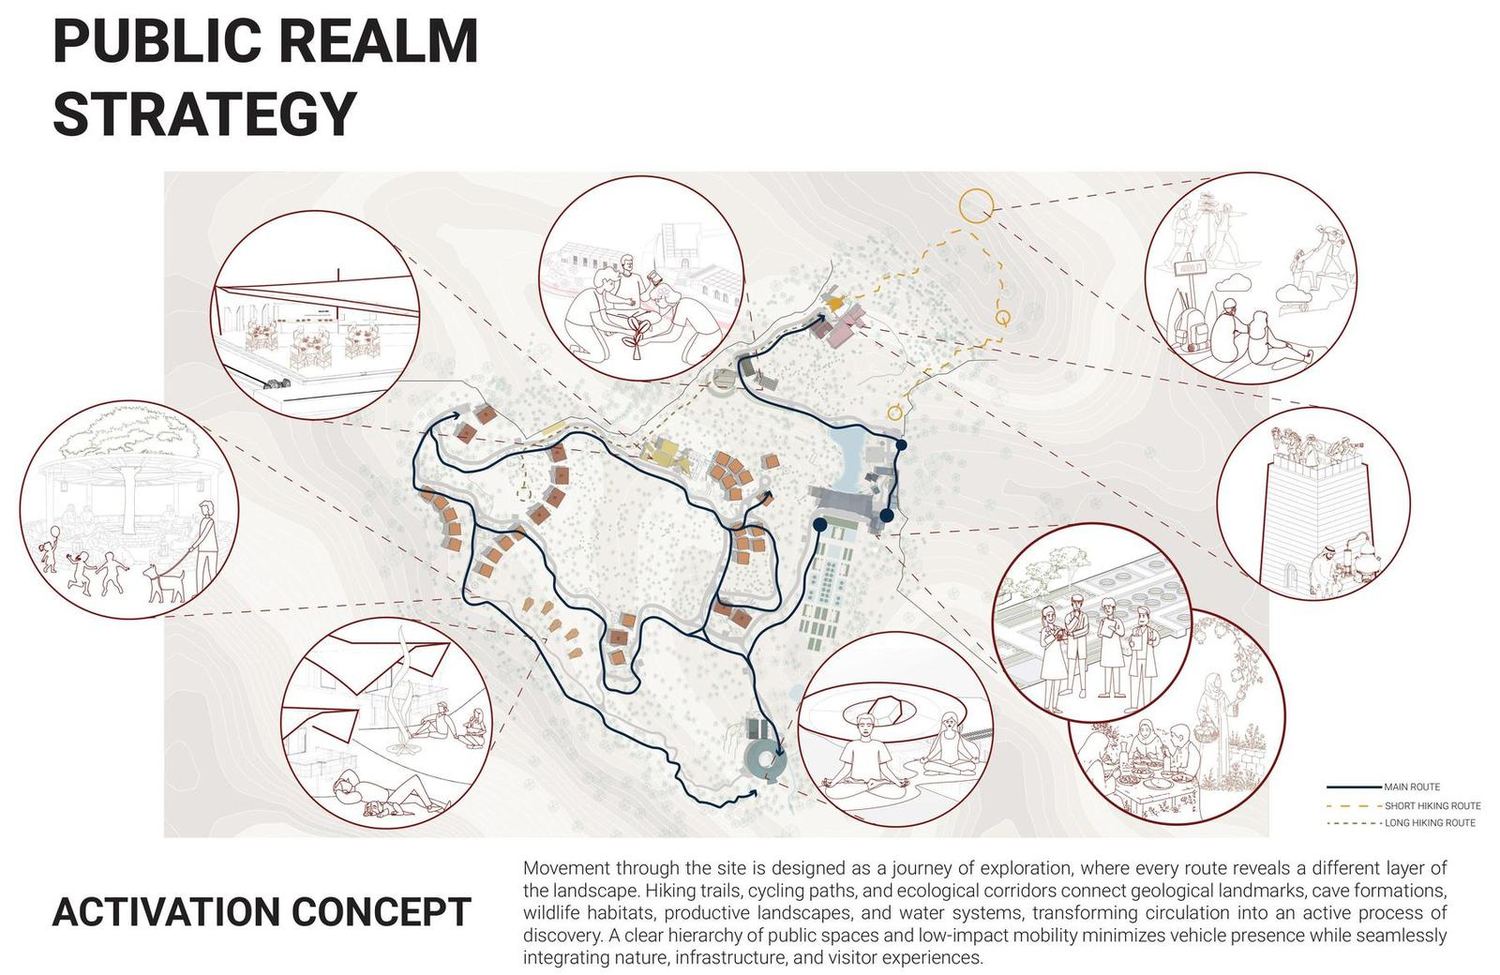 PUBLIC REALM
STRATEGY
MAIN ROUTE
SHORT HIKING ROUTE
LONG HIKING ROUTE
ACTIVATION CONCEPT
Movement through the site is designed as a journey of exploration, where every route reveals a different layer of
the landscape. Hiking trails, cycling paths, and ecological corridors connect geological landmarks, cave formations,
wildlife habitats, productive landscapes, and water systems, transforming circulation into an active process of
discovery. A clear hierarchy of public spaces and low-impact mobility minimizes vehicle presence while seamlessly
integrating nature, infrastructure, and visitor experiences.